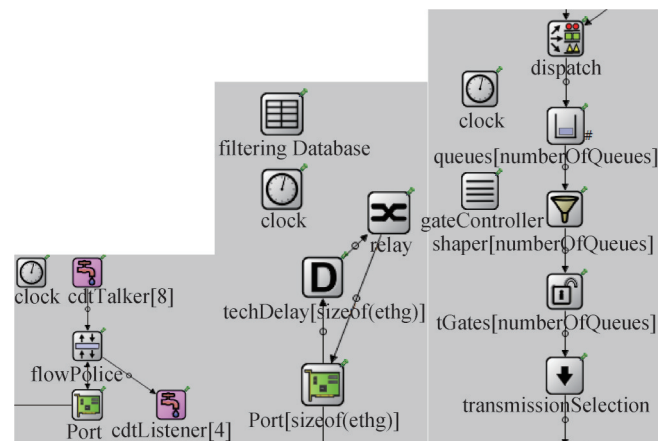 clock
cdtTalker[8]
flowPolice
Port
cdtListener[4]
filtering Database
clock
relay
D
techDelay[sizeof(ethg)]
Port[sizeof(ethg)]
dispatch
clock
#
queues[numberOfQueues]
gateController
shaper[numberOfQueues]
tGates[numberOfQueues]
transmissionSelection